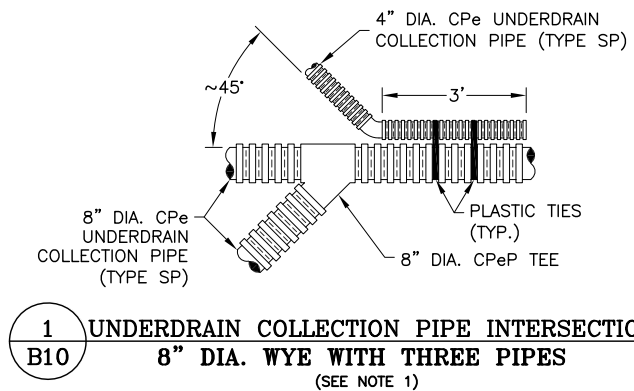 4” DIA. CPe UNDERDRAIN
COLLECTION PIPE (TYPE SP)
~45°
3'
8” DIA. CPe
UNDERDRAIN
COLLECTION PIPE
(TYPE SP)
PLASTIC TIES
(TYP.)
8” DIA. CPeP TEE
1
B10
UNDERDRAIN COLLECTION PIPE INTERSECTIO
8” DIA. WYE WITH THREE PIPES
(SEE NOTE 1)